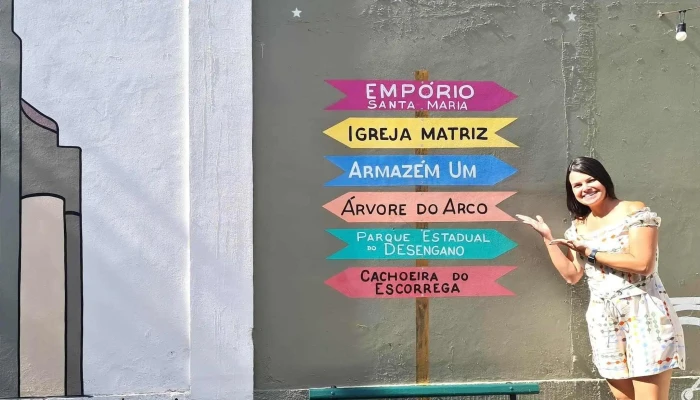 EMPÓRIO
SANTA MARIA
IGREJA MATRIZ
ARMAZÉM UM
ÁRVORE DO ARCO
PARQUE ESTADUAL
DO DESENGANO
CACHOEIRA DO
ESCORREGA